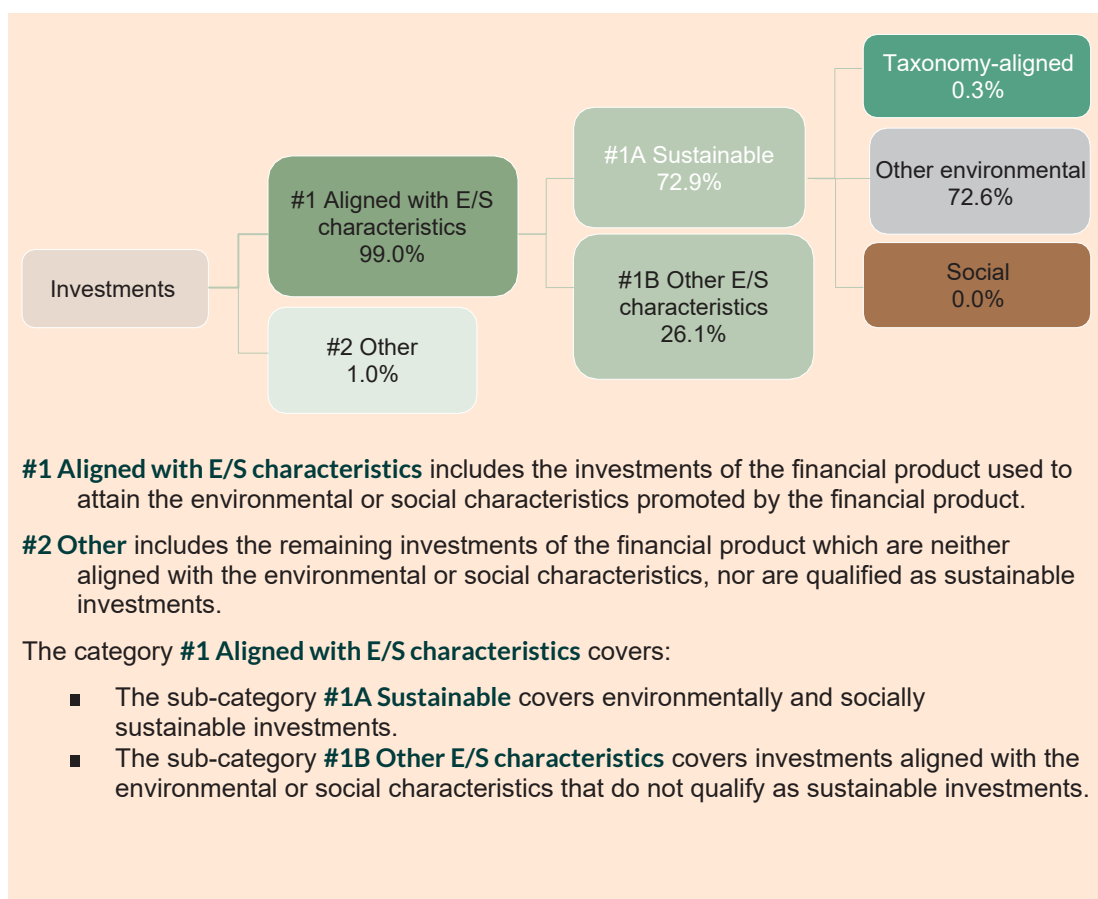 Taxonomy-aligned
0.3%
#1A Sustainable
72.9%
Other environmental
72.6%
#1 Aligned with E/S
characteristics
99.0%
Investments
#1B Other E/S
characteristics
26.1%
Social
0.0%
#2 Other
1.0%
#1 Aligned with E/S characteristics includes the investments of the financial product used to
attain the environmental or social characteristics promoted by the financial product.
#2 Other includes the remaining investments of the financial product which are neither
aligned with the environmental or social characteristics, nor are qualified as sustainable
investments.
The category #1 Aligned with E/S characteristics covers:
■ The sub-category #1A Sustainable covers environmentally and socially
sustainable investments.
■ The sub-category #1B Other E/S characteristics covers investments aligned with the
environmental or social characteristics that do not qualify as sustainable investments.